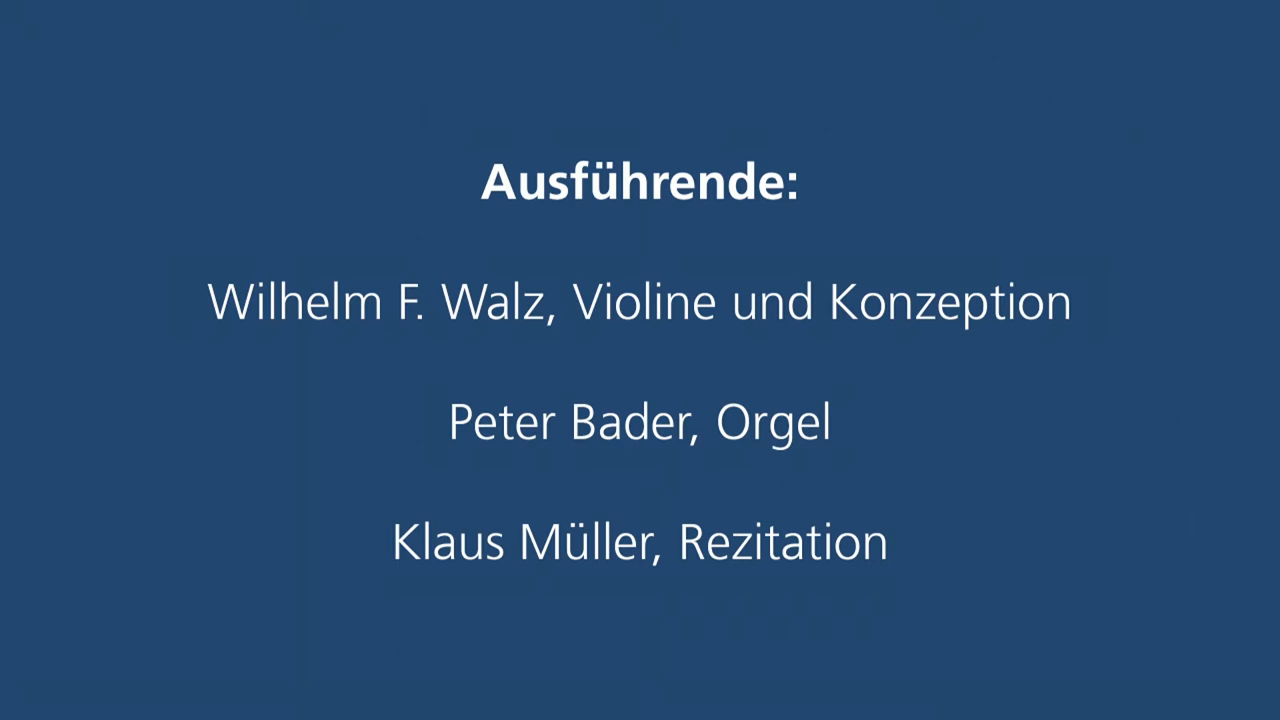 Ausführende:
Wilhelm F. Walz, Violine und Konzeption
Peter Bader, Orgel
Klaus Müller, Rezitation